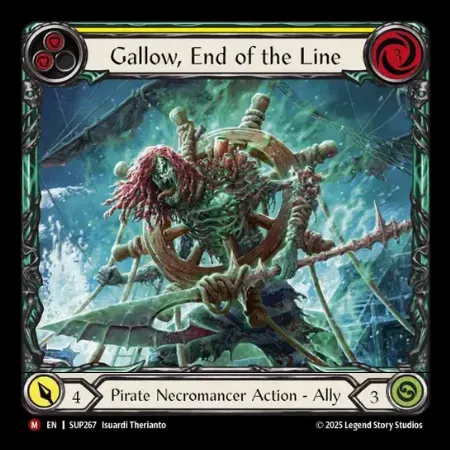 Gallow, End of the Line
3
4
Pirate Necromancer Action - Ally
3
M EN | SUP267 Isuardi Therianto
© 2025 Legend Story Studios